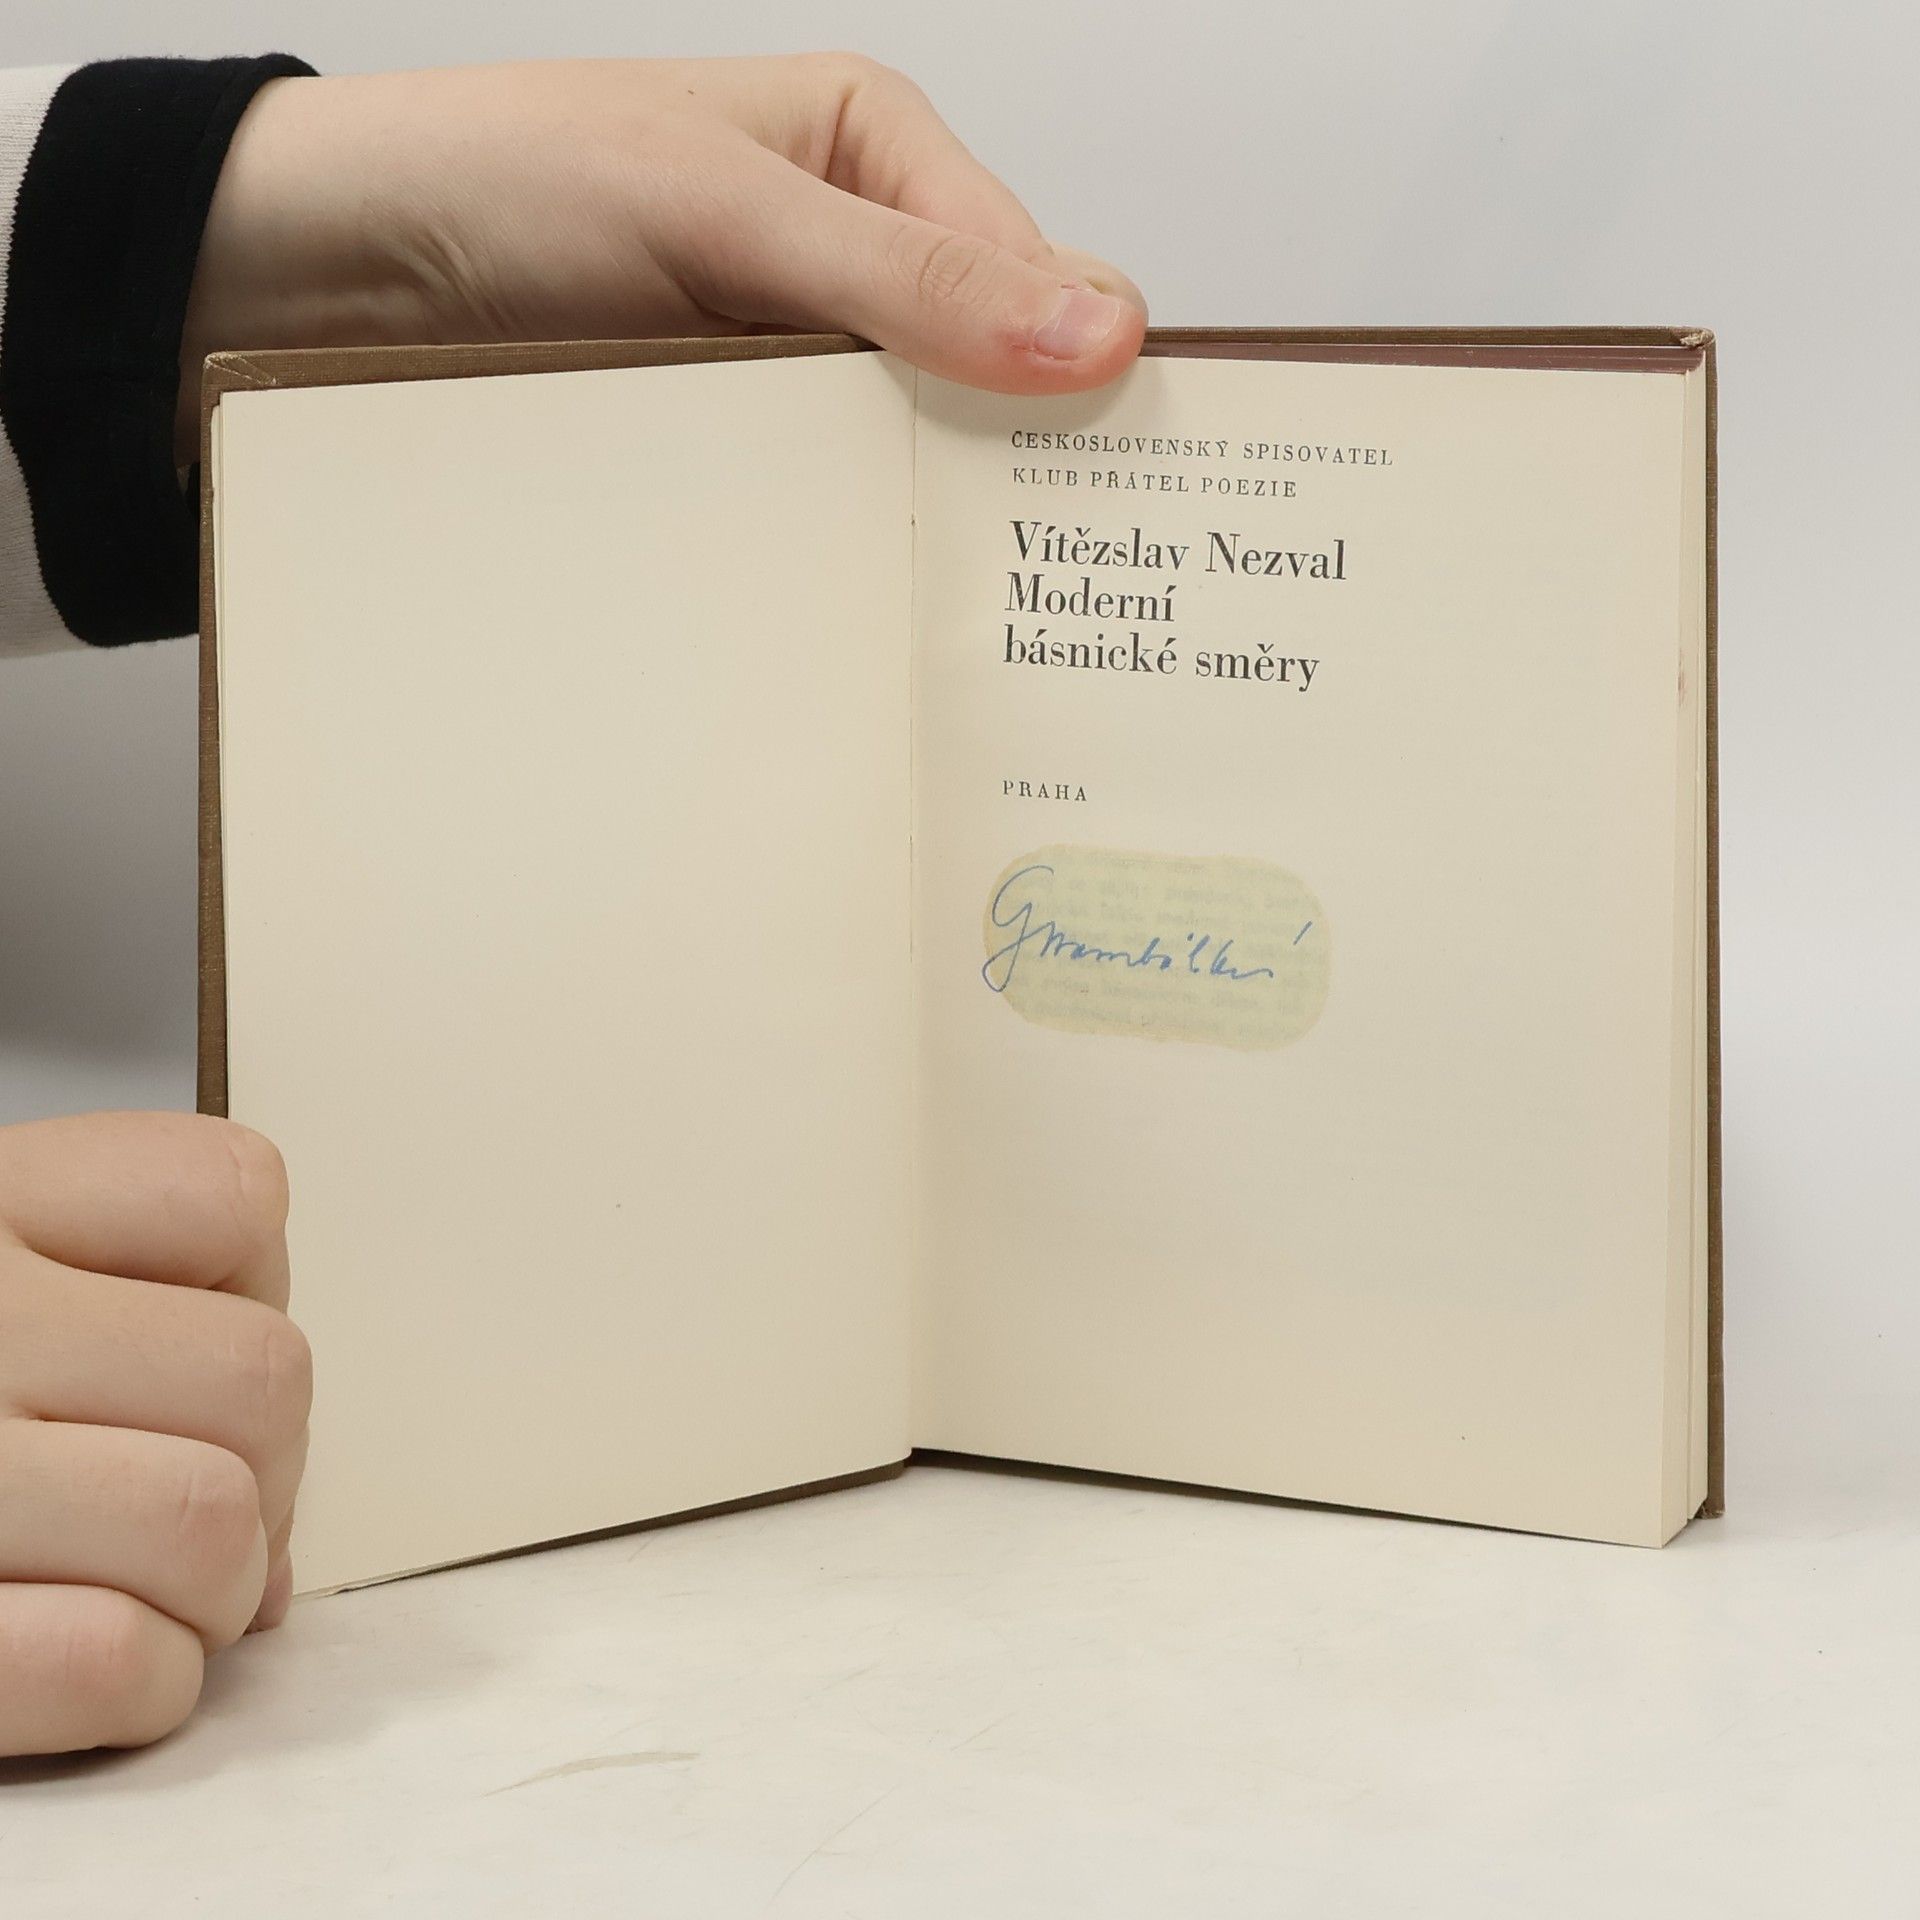 ČESKOSLOVENSKÝ SPISOVATEL
KLUB PŘÁTEL POEZIE
Vítězslav Nezval
Moderní
básnické směry
PRAHA